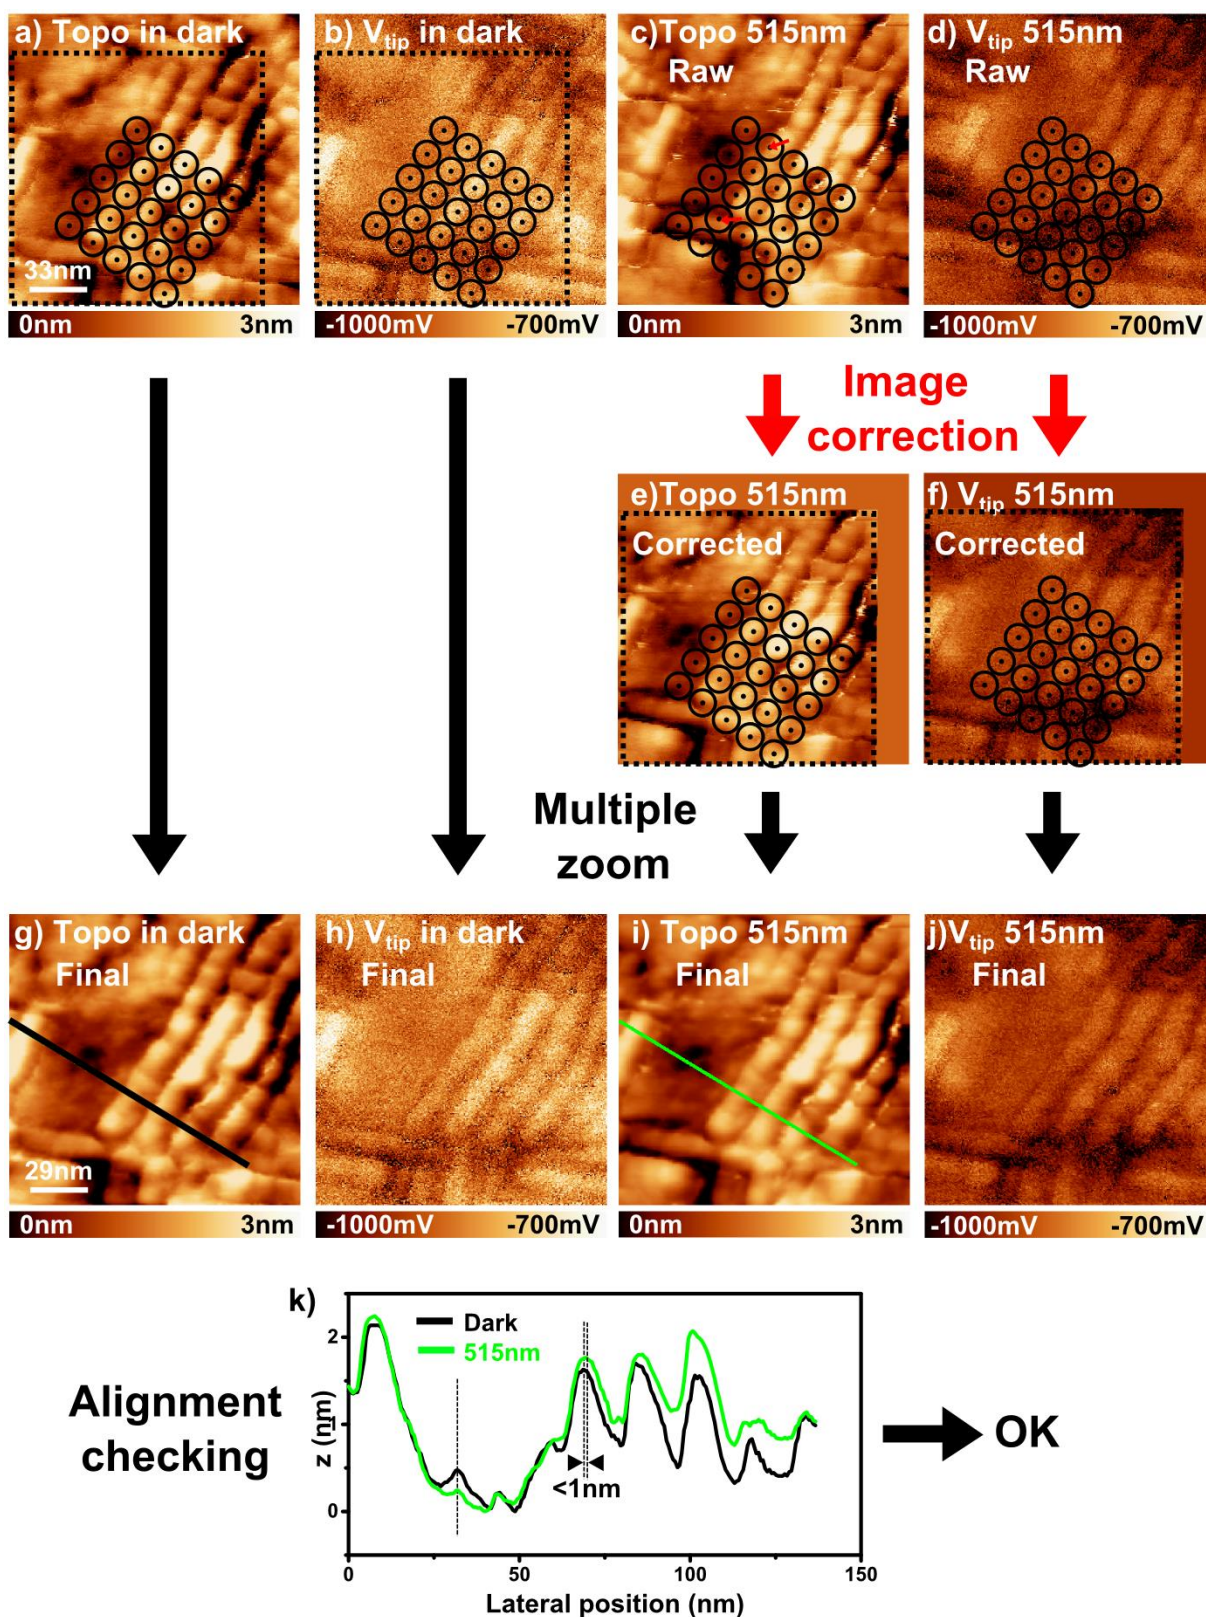 a) Topo in dark
b) Vtip in dark
c)Topo 515nm
Raw
d) Vtip 515nm
Raw
33nm
0nm 3nm
-1000mV -700mV
0nm 3nm
-1000mV -700mV
Image
correction
e)Topo 515nm
Corrected
f) Vtip 515nm
Corrected
Multiple
zoom
g) Topo in dark
Final
h) Vtip in dark
Final
i) Topo 515nm
Final
j)Vtip 515nm
Final
29nm
0nm 3nm
-1000mV -700mV
0nm 3nm
-1000mV -700mV
k)
Dark
515nm
2
1
0
z (nm)
<1nm
0 50 100 150
Lateral position (nm)
Alignment
checking
OK